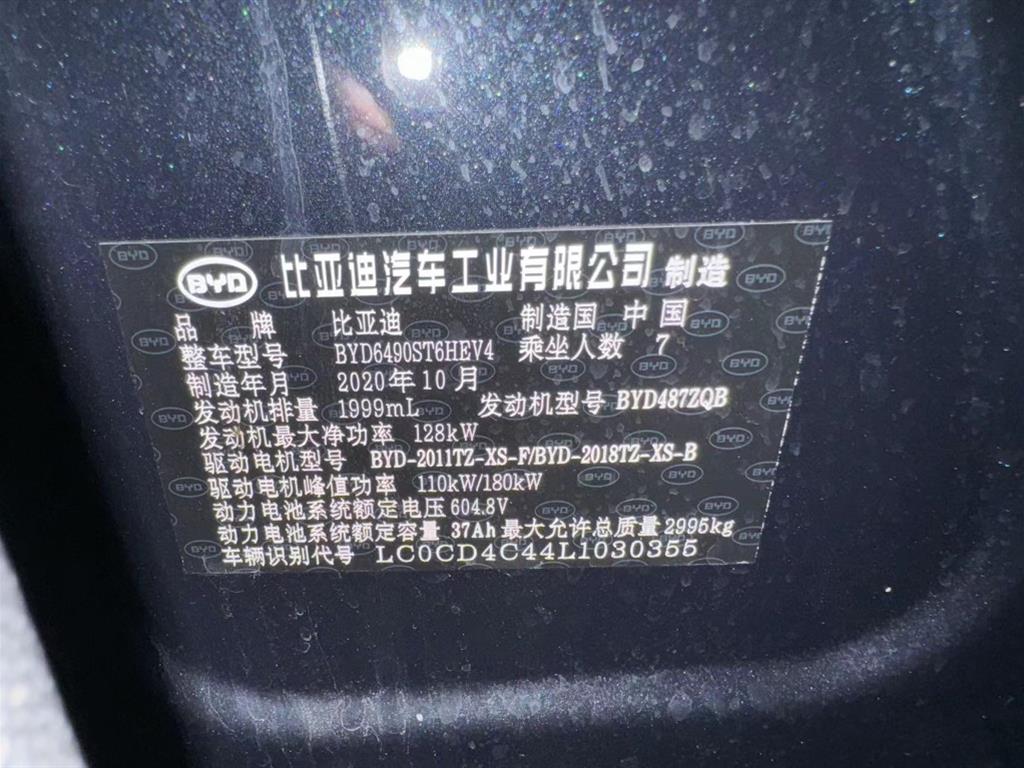 BYD 比亚迪汽车工业有限公司 制造
品 牌 比亚迪 制造国 中国
整车型号 BYD6490ST6HEV4 乘坐人数 7
制造年月 2020年10月
发动机排量 1999mL 发动机型号 BYD487ZQB
发动机最大净功率 128kW
驱动电机型号 BYD-2011TZ-XS-F/BYD-2018TZ-XS-B
驱动电机峰值功率 110kW/180kW
动力电池系统额定电压 604.8V
动力电池系统额定容量 37Ah 最大允许总质量 2995kg
车辆识别代号 LC0CD4C44L1030355